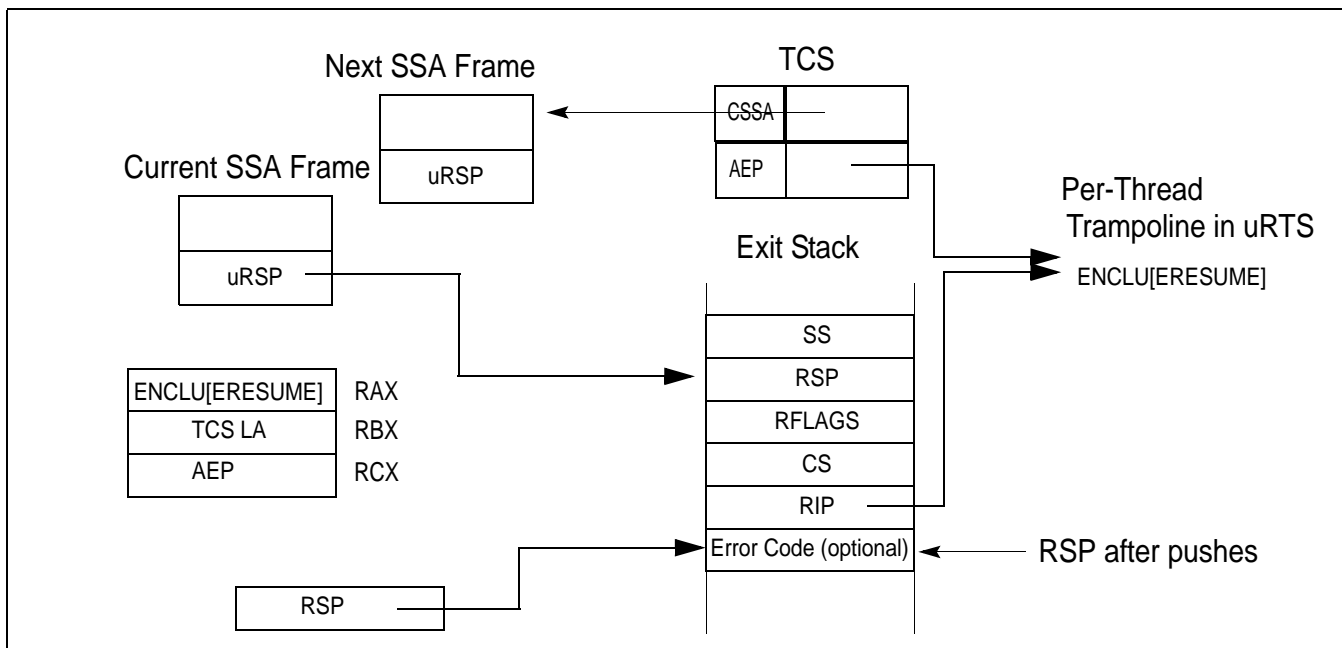 Next SSA Frame
TCS
CSSA
uRSP
AEP
Current SSA Frame
uRSP
Per-Thread
Trampoline in uRTS
ENCLU[ERESUME]
Exit Stack
SS
RSP
RFLAGS
CS
RIP
Error Code (optional)
RSP after pushes
ENCLU[ERESUME] RAX
TCS LA RBX
AEP RCX
RSP